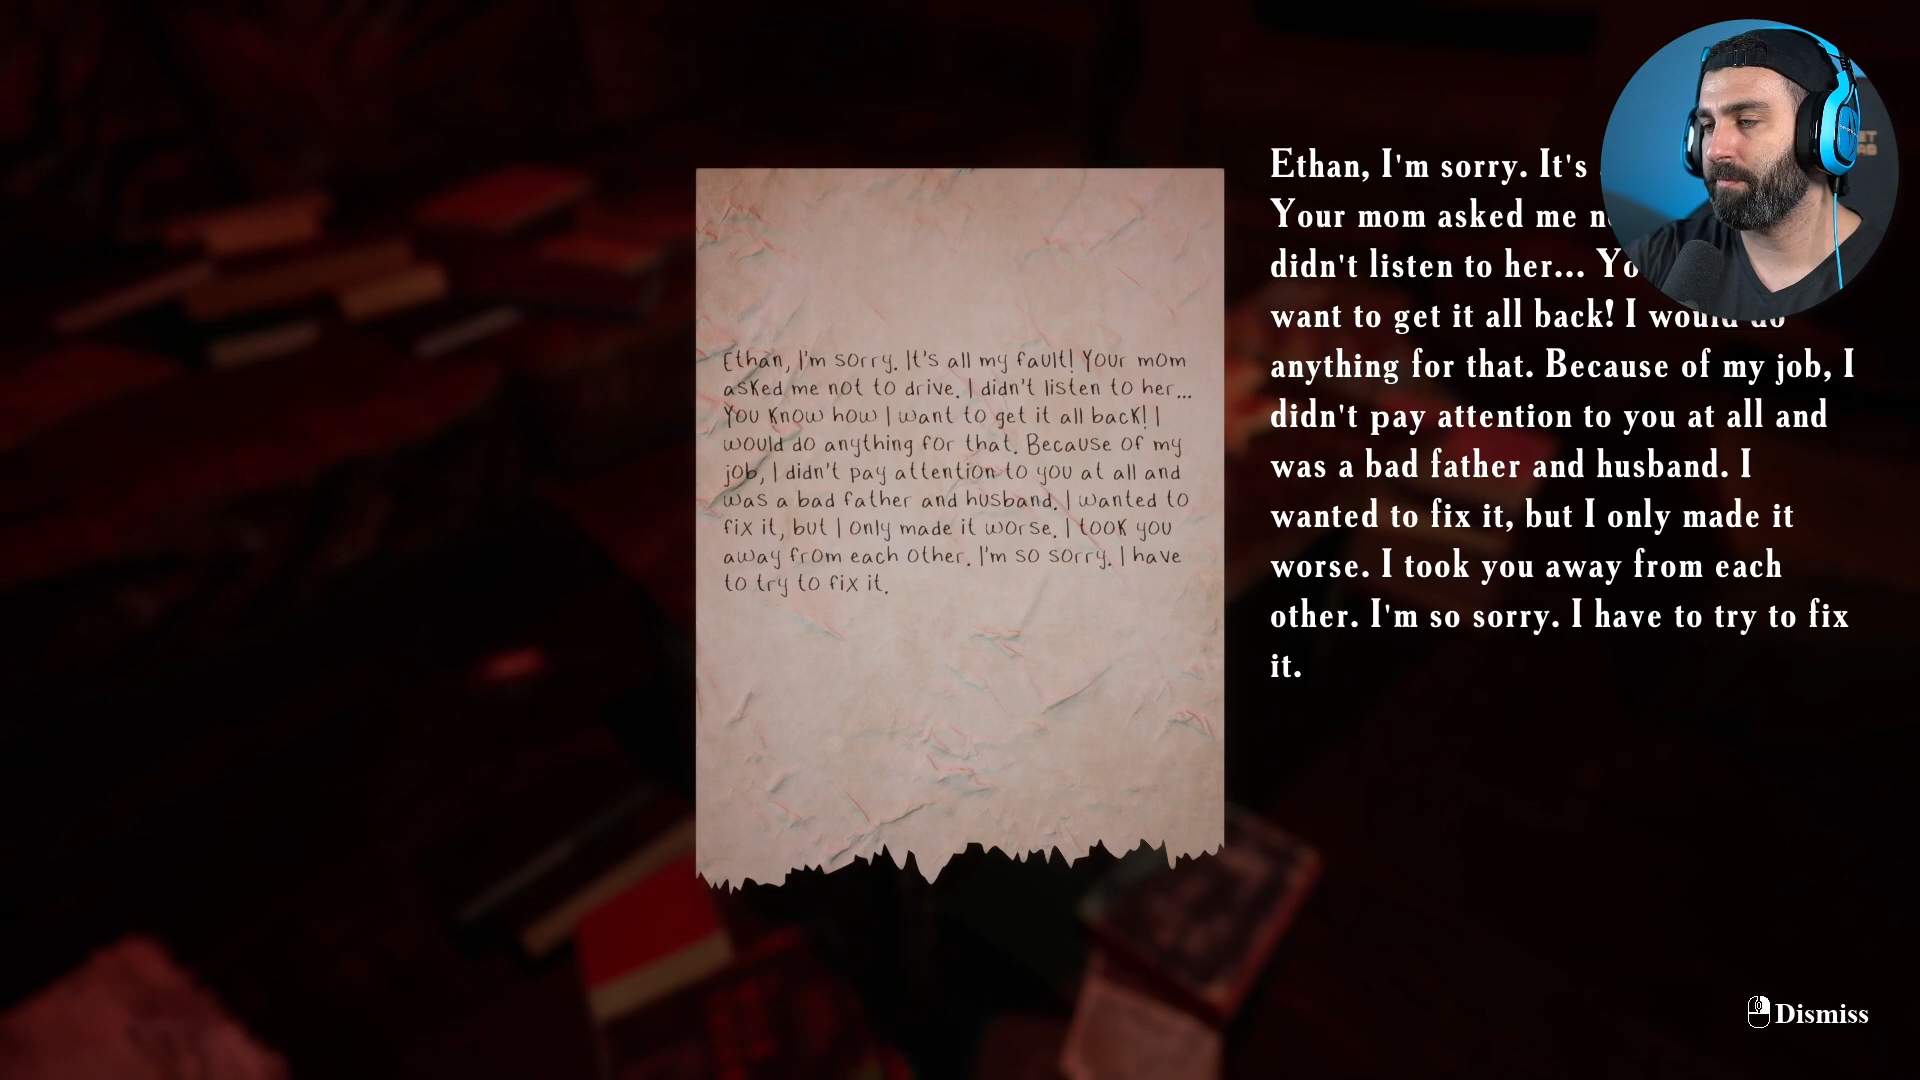 Ethan, I'm sorry. It's all my fault! Your mom
asked me not to drive. I didn't listen to her...
You know how I want to get it all back! I
would do anything for that. Because of my
job, I didn't pay attention to you at all and
was a bad father and husband. I wanted to
fix it, but I only made it worse. I took you
away from each other. I'm so sorry. I have
to try to fix it.
Ethan, I'm sorry. It's
Your mom asked me
didn't listen to her...
want to get it all back! I would do
anything for that. Because of my job, I
didn't pay attention to you at all and
was a bad father and husband. I
wanted to fix it, but I only made it
worse. I took you away from each
other. I'm so sorry. I have to try to fix
it.
Dismiss